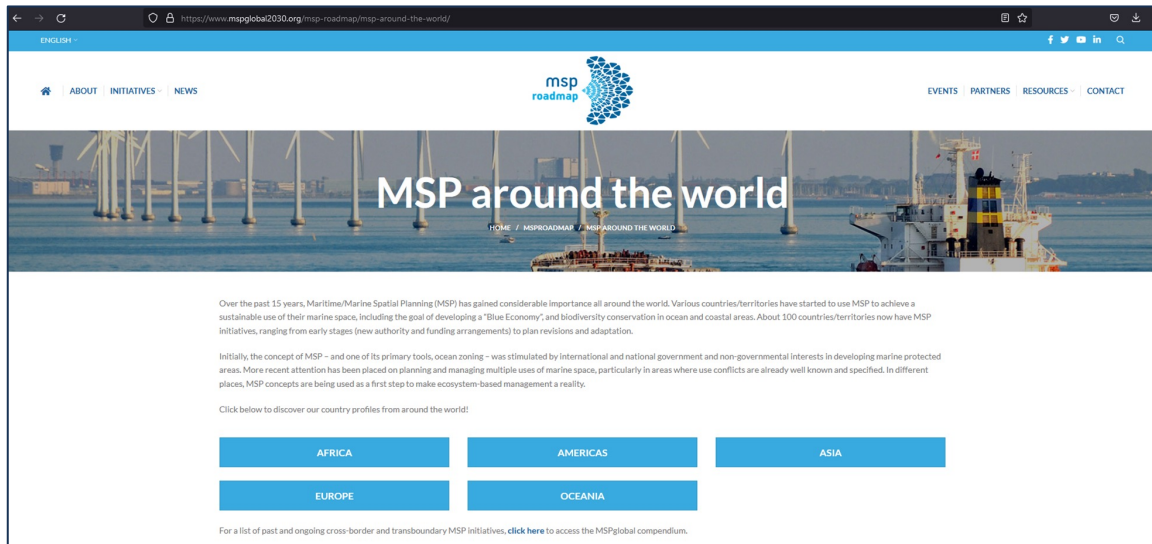 https://www.mspglobal2030.org/msp-roadmap/msp-around-the-world/
ENGLISH
ABOUT INITIATIVES NEWS
msp
roadmap
EVENTS PARTNERS RESOURCES CONTACT
MSP around the world
HOME / MSPROADMAP / MSP AROUND THE WORLD
Over the past 15 years, Maritime/Marine Spatial Planning (MSP) has gained considerable importance all around the world. Various countries/territories have started to use MSP to achieve a
sustainable use of their marine space, including the goal of developing a "Blue Economy", and biodiversity conservation in ocean and coastal areas. About 100 countries/territories now have MSP
initiatives, ranging from early stages (new authority and funding arrangements) to plan revisions and adaptation.
Initially, the concept of MSP – and one of its primary tools, ocean zoning – was stimulated by international and national government and non-governmental interests in developing marine protected
areas. More recent attention has been placed on planning and managing multiple uses of marine space, particularly in areas where use conflicts are already well known and specified. In different
places, MSP concepts are being used as a first step to make ecosystem-based management a reality.
Click below to discover our country profiles from around the world!
AFRICA AMERICAS ASIA
EUROPE OCEANIA
For a list of past and ongoing cross-border and transboundary MSP initiatives, click here to access the MSPglobal compendium.